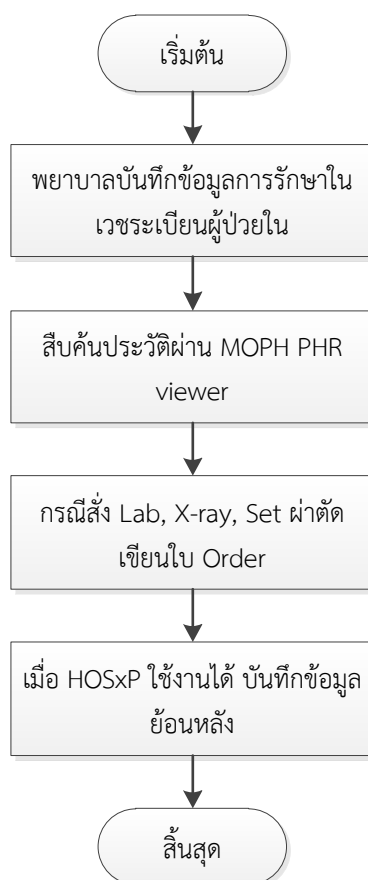 เริ่มต้น
พยาบาลบันทึกข้อมูลการรักษาใน
เวชระเบียนผู้ป่วยใน
สืบค้นประวัติผ่าน MOPH PHR
viewer
กรณีสั่ง Lab, X-ray, Set ผ่าตัด
เขียนใบ Order
เมื่อ HOSxP ใช้งานได้ บันทึกข้อมูล
ย้อนหลัง
สิ้นสุด